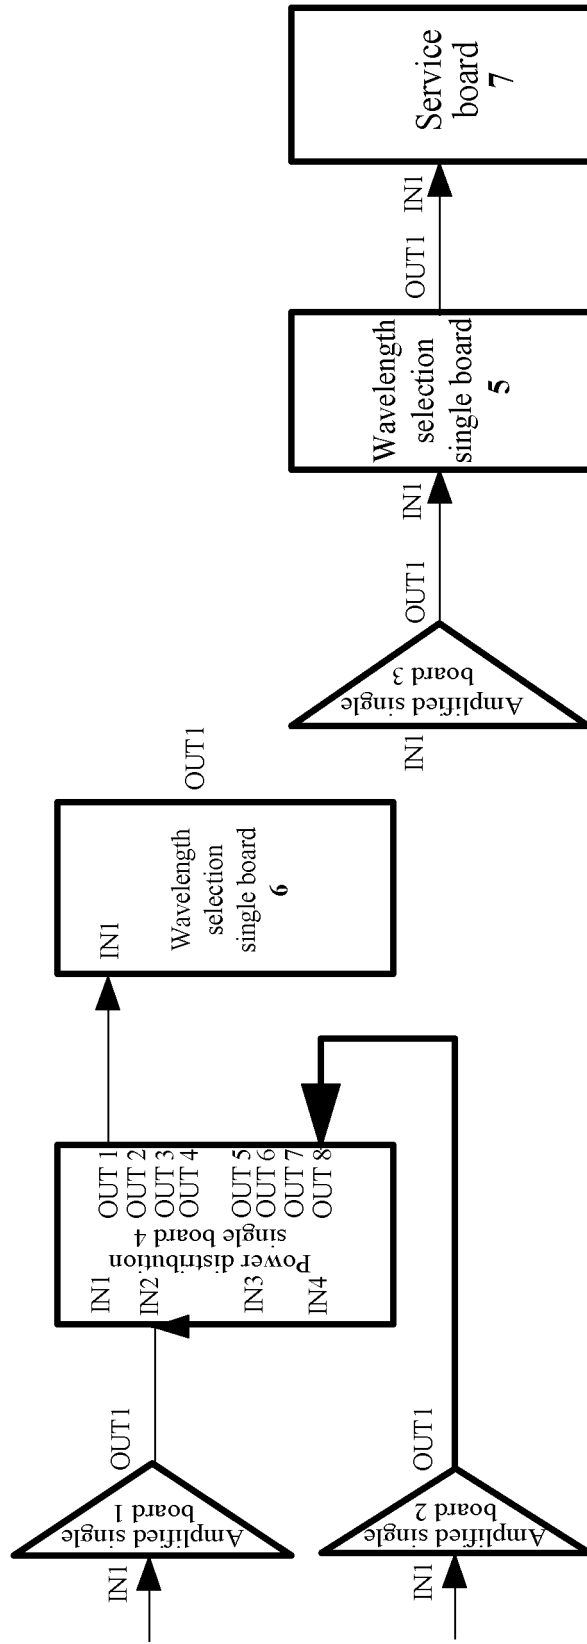 Service
board
7
IN1
OUT1
Wavelength
selection
single board
5
IN1
OUT1
Amplified single
board 3
IN1
OUT1
Wavelength
selection
single board
6
IN1
OUT 1
OUT 2
OUT 3
OUT 4
OUT 5
OUT 6
OUT 7
OUT 8
Power distribution
single board 4
IN1
IN2
IN3
IN4
OUT1
Amplified single
board 1
IN1
OUT1
Amplified single
board 2
IN1